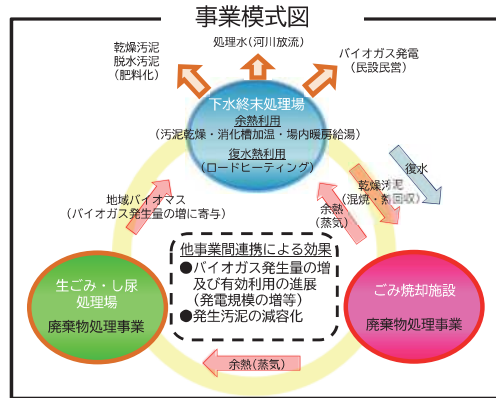 事業模式図
乾燥汚泥
脱水汚泥
(肥料化)
処理水(河川放流)
バイオガス発電
(民設民営)
下水終末処理場
余熱利用
(汚泥乾燥・消化槽加温・場内暖房給湯)
復水熱利用
(ロードヒーティング)
復水
乾燥汚泥
(混焼・熱回収)
余熱
(蒸気)
地域バイオマス
(バイオガス発生量の増に寄与)
他事業間連携による効果
●バイオガス発生量の増
及び有効利用の進展
(発電規模の増等)
●発生汚泥の減容化
生ごみ・し尿
処理場
廃棄物処理事業
ごみ焼却施設
廃棄物処理事業
余熱(蒸気)